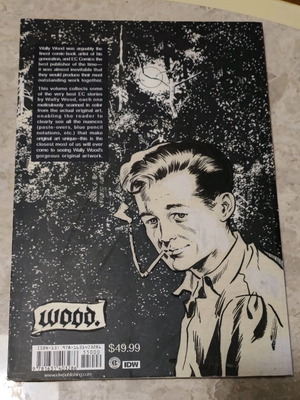 Wally Wood was arguably the
finest comic-book artist of his
generation, and EC Comics the
best publisher of the time—
it was almost inevitable that
they would produce their most
outstanding work together.
This volume collects some
of the very best EC stories
by Wally Wood, each one
meticulously scanned in color
from the actual original art,
enabling the reader to
clearly see all the nuances
(paste-overs, blue pencil
notations, etc.) that make
original art unique—this is
the closest most of us will ever
come to seeing Wally Wood's
gorgeous original artwork.
wood.
$49.99
55000
EC
IDW
www.idwpublishing.com